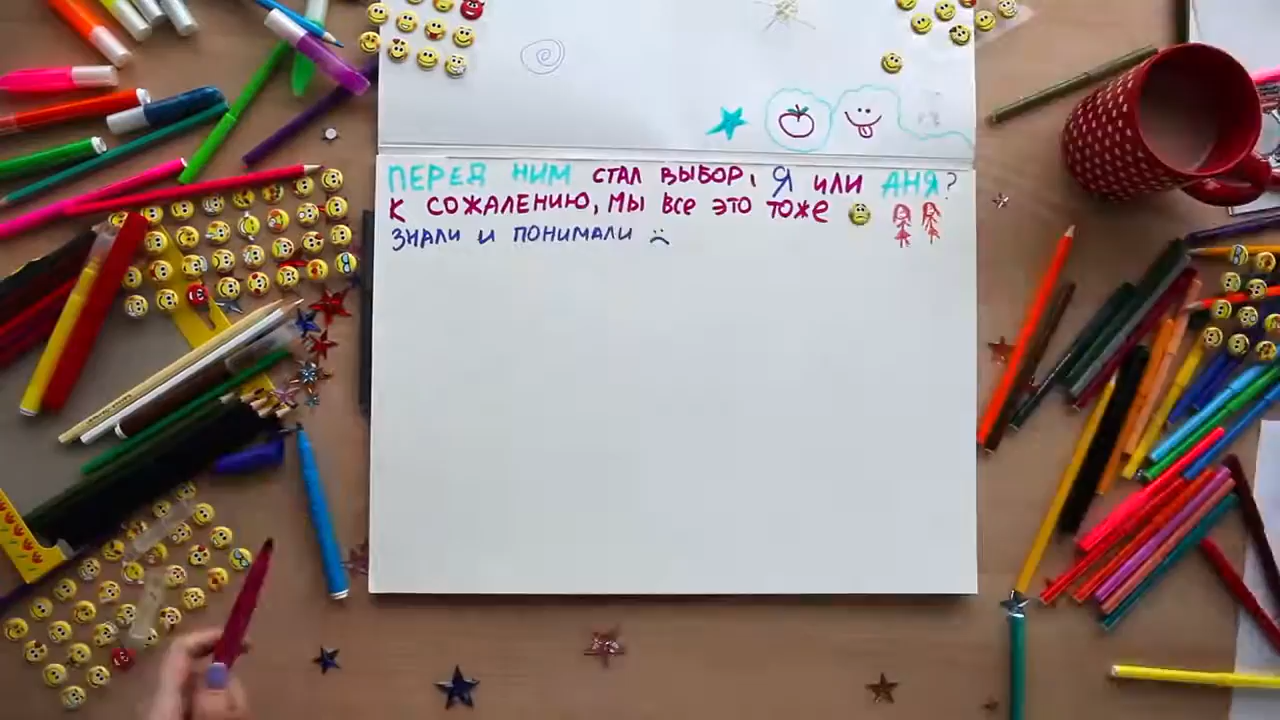 ПЕРЕД НИМ СТАЛ ВЫБОР, Я ИЛИ АНЯ?
К СОЖАЛЕНИЮ, МЫ ВСЕ ЭТО ТОЖЕ
ЗНАЛИ И ПОНИМАЛИ